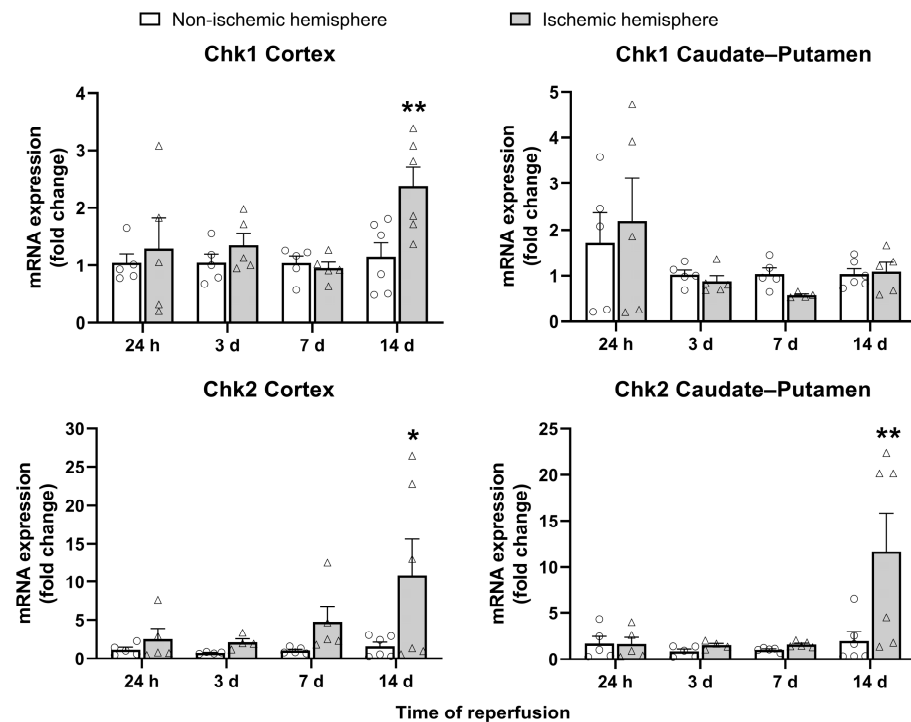 Non-ischemic hemisphere
Ischemic hemisphere
Chk1 Cortex
mRNA expression
(fold change)
4
3
2
1
0
**
24 h
3 d
7 d
14 d
Chk1 Caudate–Putamen
mRNA expression
(fold change)
5
4
3
2
1
0
24 h
3 d
7 d
14 d
Chk2 Cortex
mRNA expression
(fold change)
30
25
20
15
10
5
0
*
24 h
3 d
7 d
14 d
Chk2 Caudate–Putamen
mRNA expression
(fold change)
25
20
15
10
5
0
**
24 h
3 d
7 d
14 d
Time of reperfusion